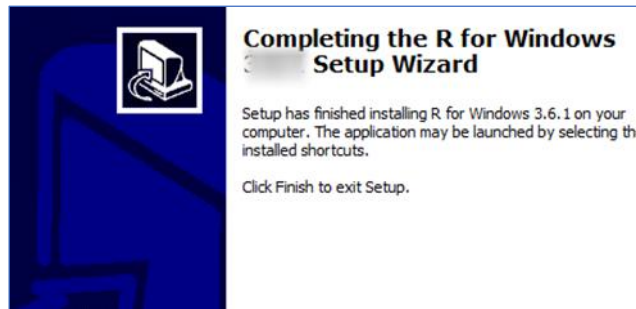 Completing the R for Windows
Setup Wizard
Setup has finished installing R for Windows 3.6.1 on your
computer. The application may be launched by selecting th
installed shortcuts.
Click Finish to exit Setup.